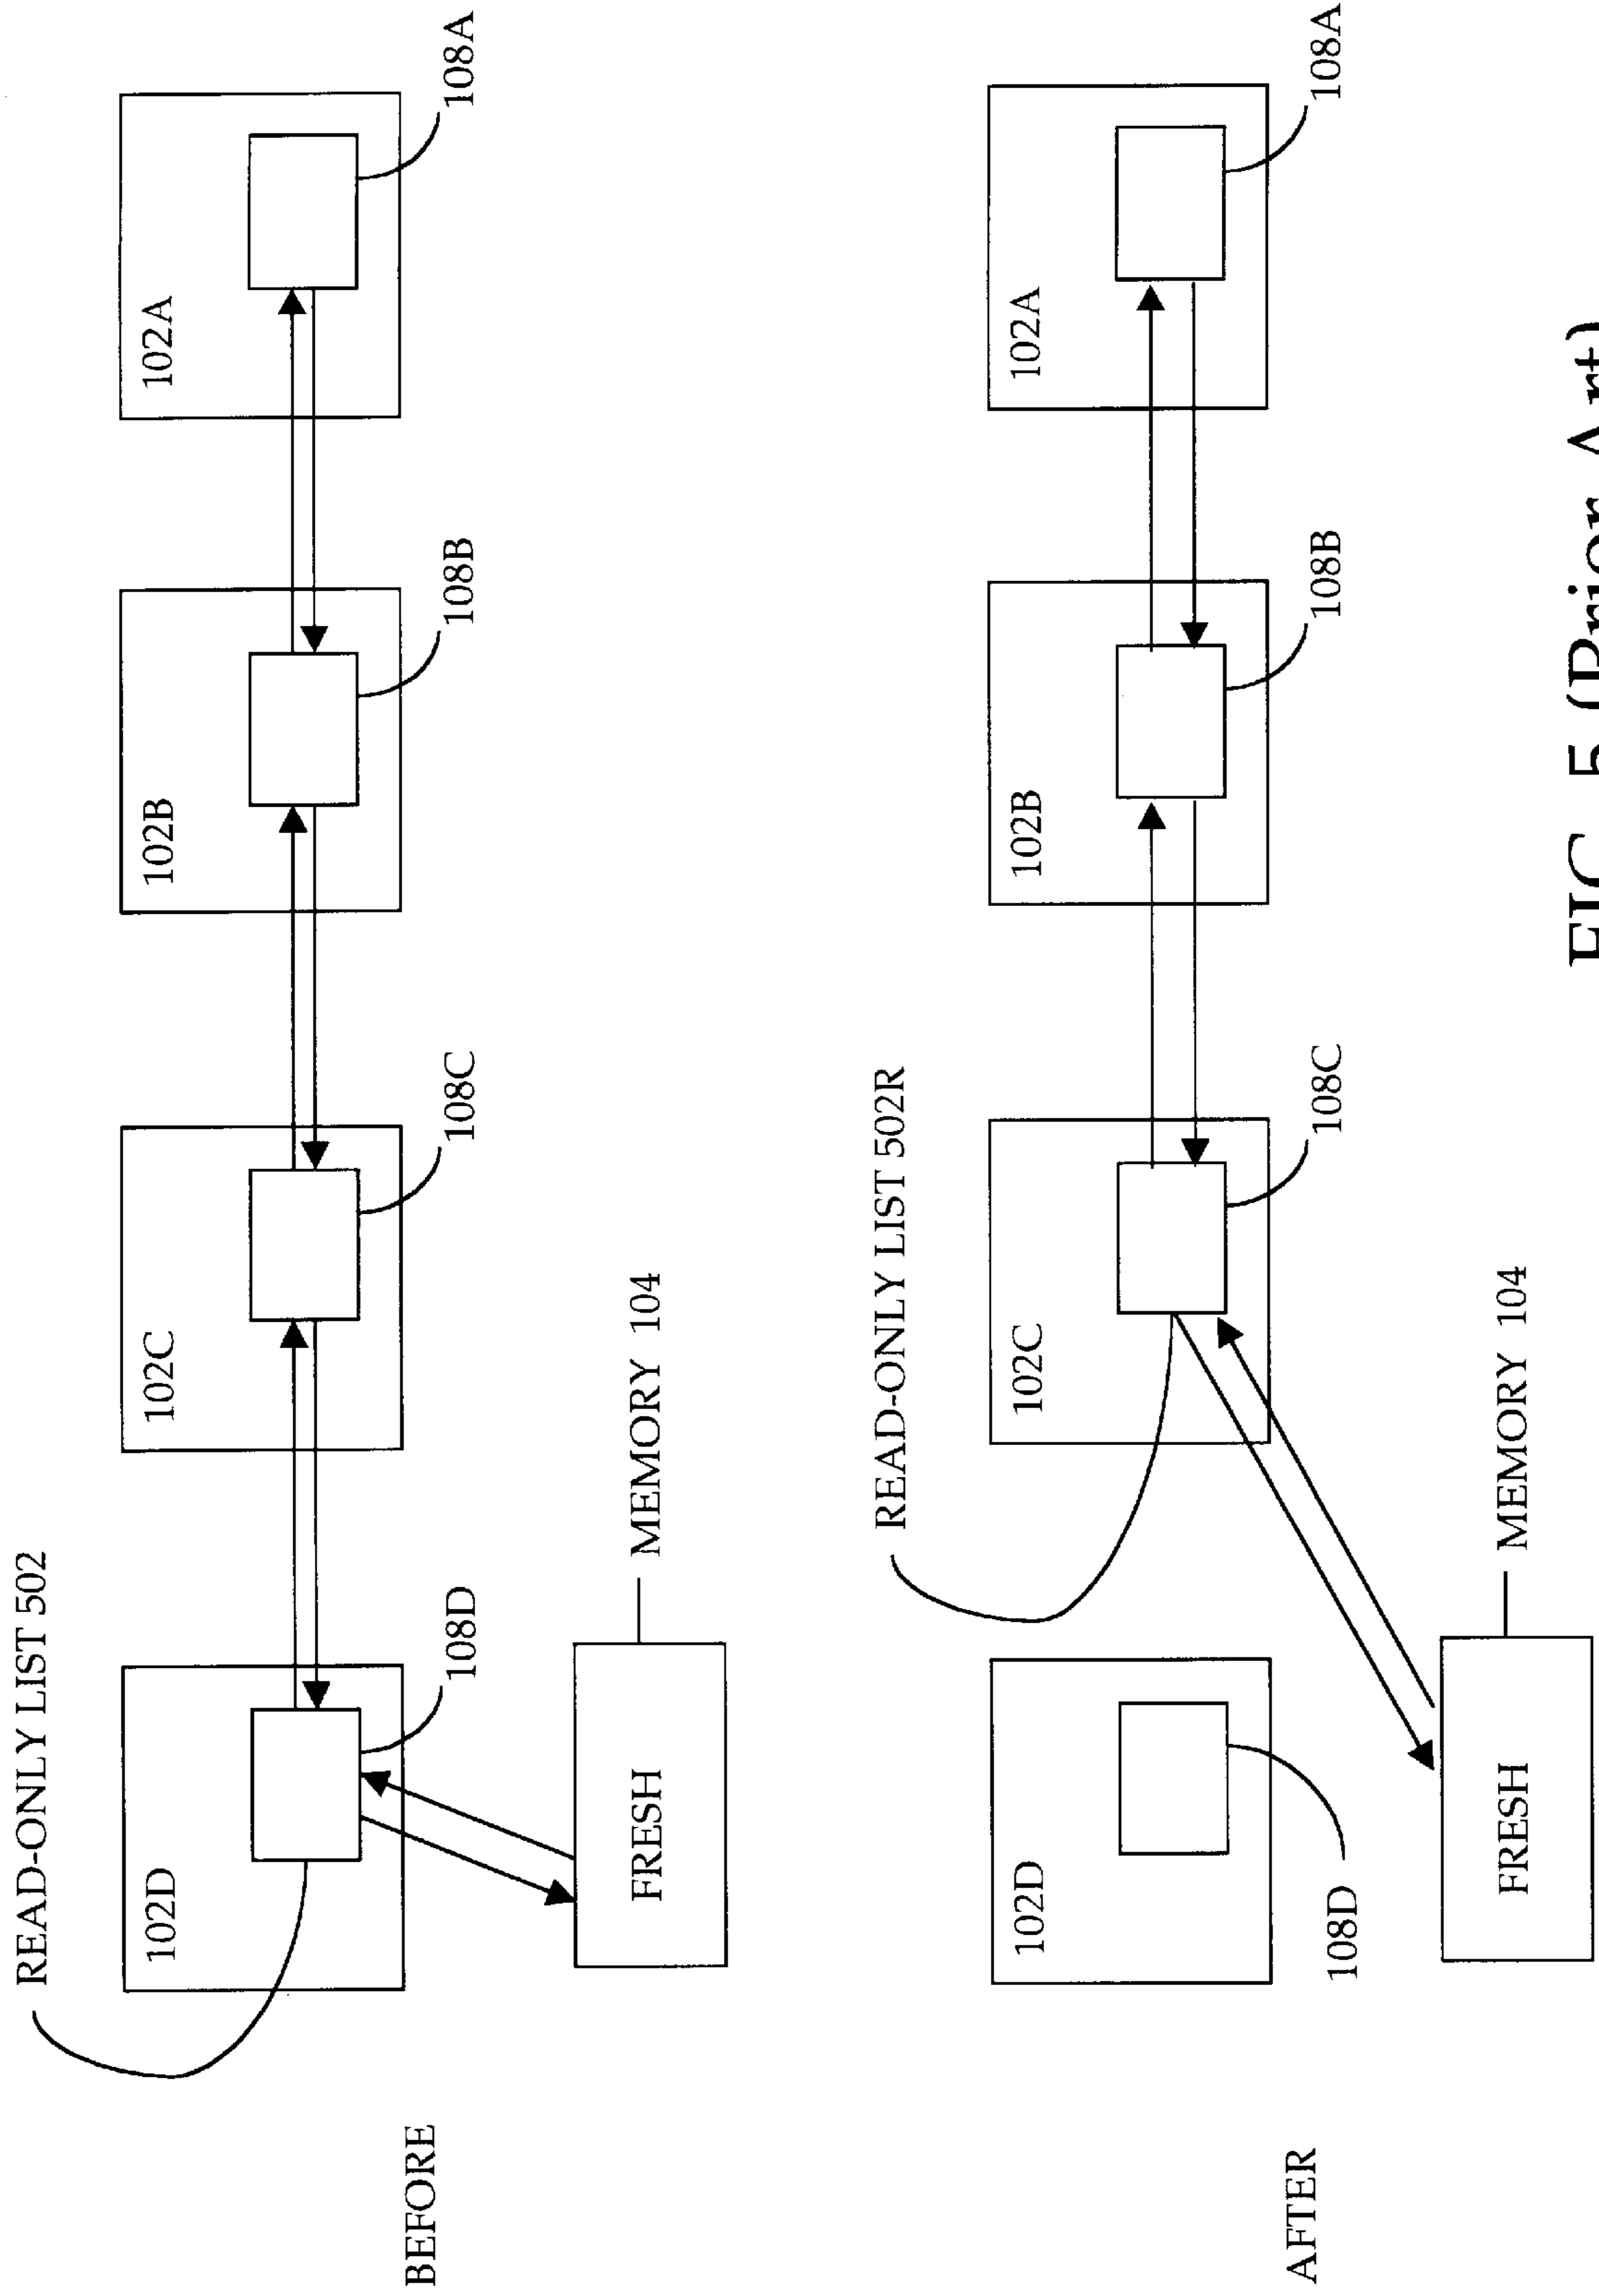 READ-ONLY LIST 502
102D
102C
102B
102A
108D
108C
108B
108A
FRESH
MEMORY 104
BEFORE
READ-ONLY LIST 502R
102D
102C
102B
102A
108D
108C
108B
108A
FRESH
MEMORY 104
AFTER
FIG. 5 (Prior Art)